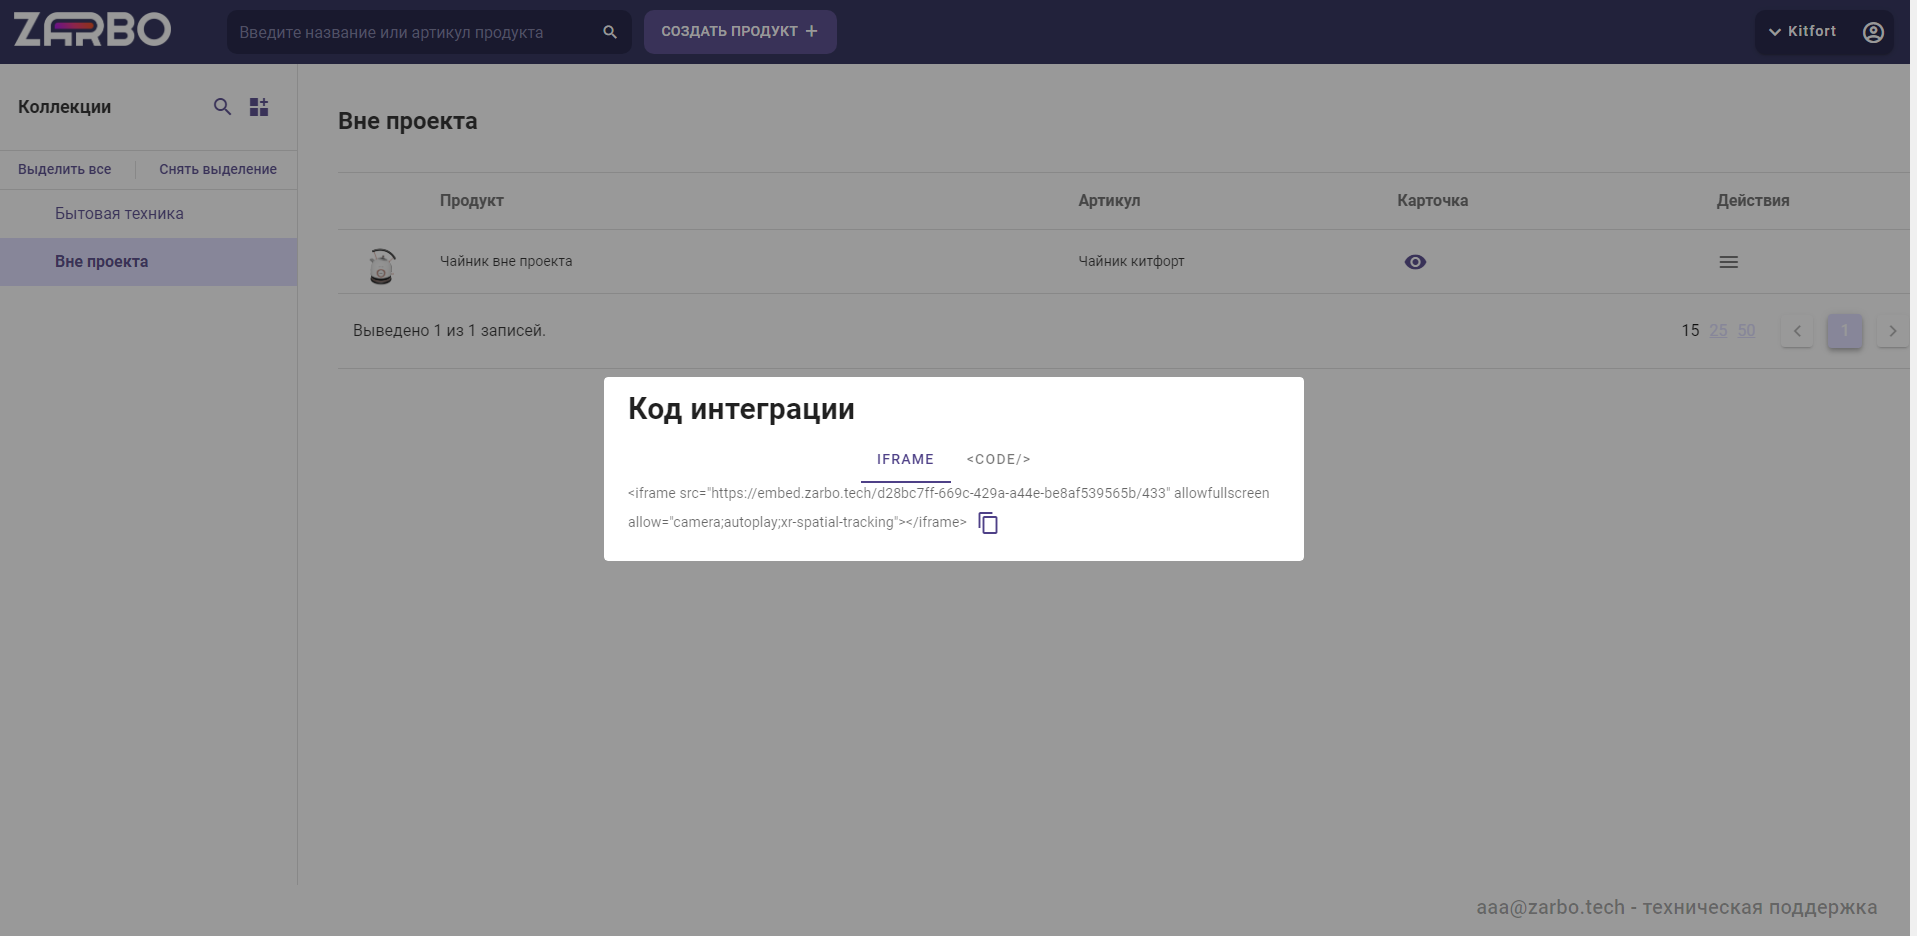 ZARBO
Введите название или артикул продукта
СОЗДАТЬ ПРОДУКТ +
Kitfort
Коллекции
Выделить все
Снять выделение
Бытовая техника
Вне проекта
Вне проекта
Продукт Артикул Карточка Действия
Чайник вне проекта Чайник китфорт
Выведено 1 из 1 записей.
15 25 50 1
Код интеграции
IFRAME <CODE/>
<iframe src="https://embed.zarbo.tech/d28bc7ff-669c-429a-a44e-be8af539565b/433" allowfullscreen
allow="camera;autoplay;xr-spatial-tracking"></iframe>
aaa@zarbo.tech - техническая поддержка